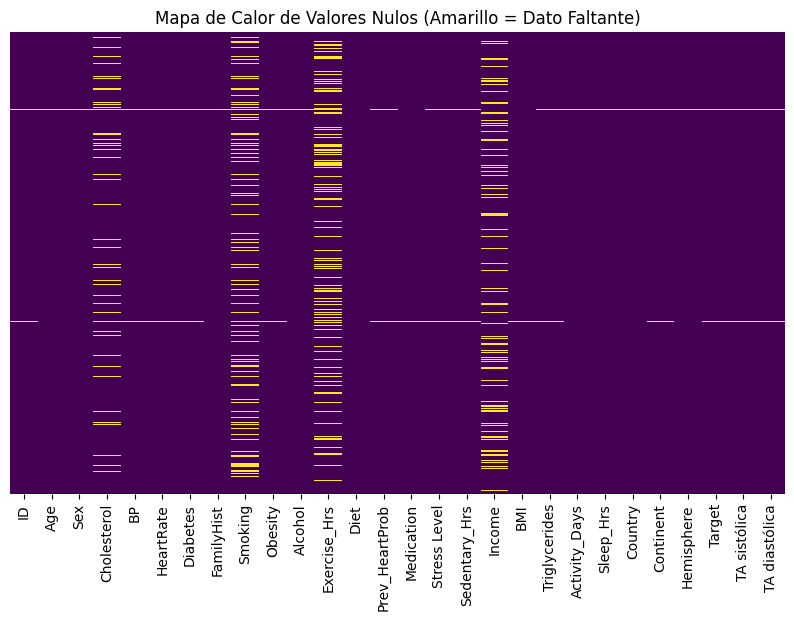 Mapa de Calor de Valores Nulos (Amarillo = Dato Faltante)
ID
Age
Sex
Cholesterol
BP
HeartRate
Diabetes
FamilyHist
Smoking
Obesity
Alcohol
Exercise_Hrs
Diet
Prev_HeartProb
Medication
Stress Level
Sedentary_Hrs
Income
BMI
Triglycerides
Activity_Days
Sleep_Hrs
Country
Continent
Hemisphere
Target
TA sistólica
TA diastólica